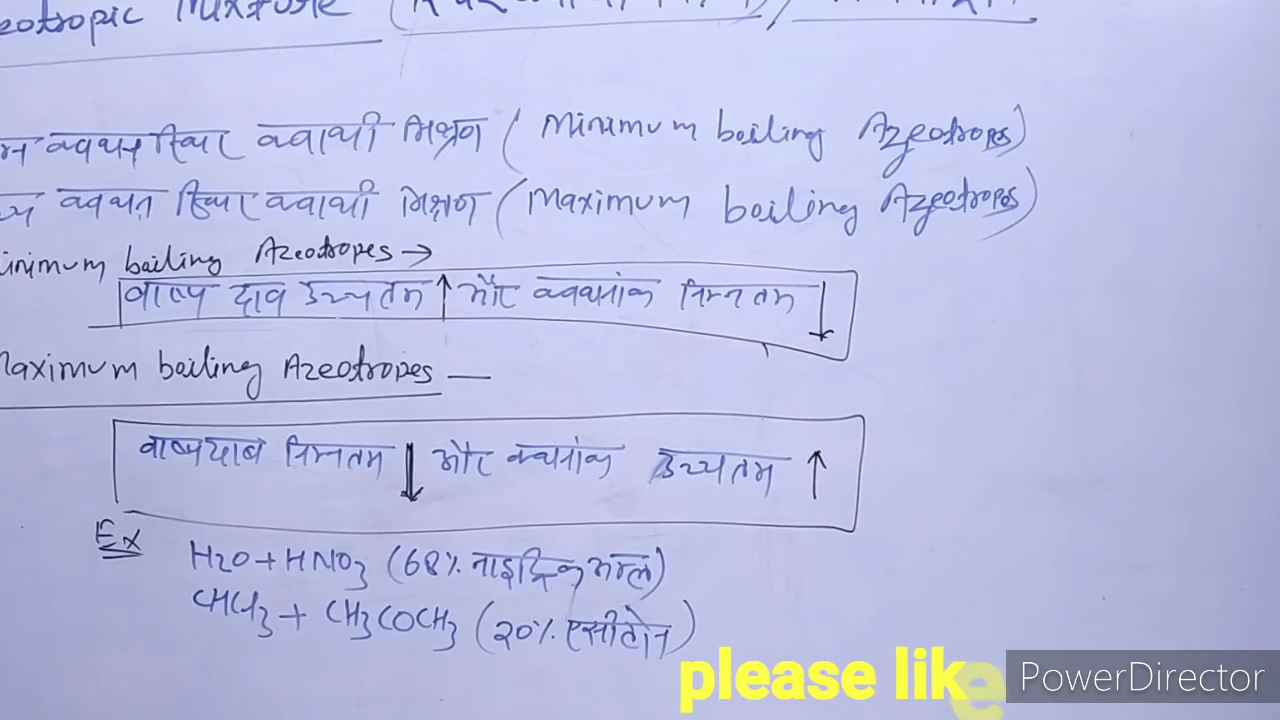 eotropic Mixture (
क्वथन स्थिर क्वाथी मिश्रण (Minimum boiling Azeotropes)
क्वथन स्थिर क्वाथी मिश्रण (Maximum boiling Azeotropes)
inimum boiling Azeotropes →
वाष्प दाब उच्चतम ↑ और क्वथनांक निम्नतम ↓
Maximum boiling Azeotropes —
वाष्पदाब निम्नतम ↓ और क्वथनांक उच्चतम ↑
Ex
H2O + HNO3 (68% नाइट्रिक अम्ल)
CHCl3 + CH3COCH3 (20% एसीटोन)
please like
PowerDirector